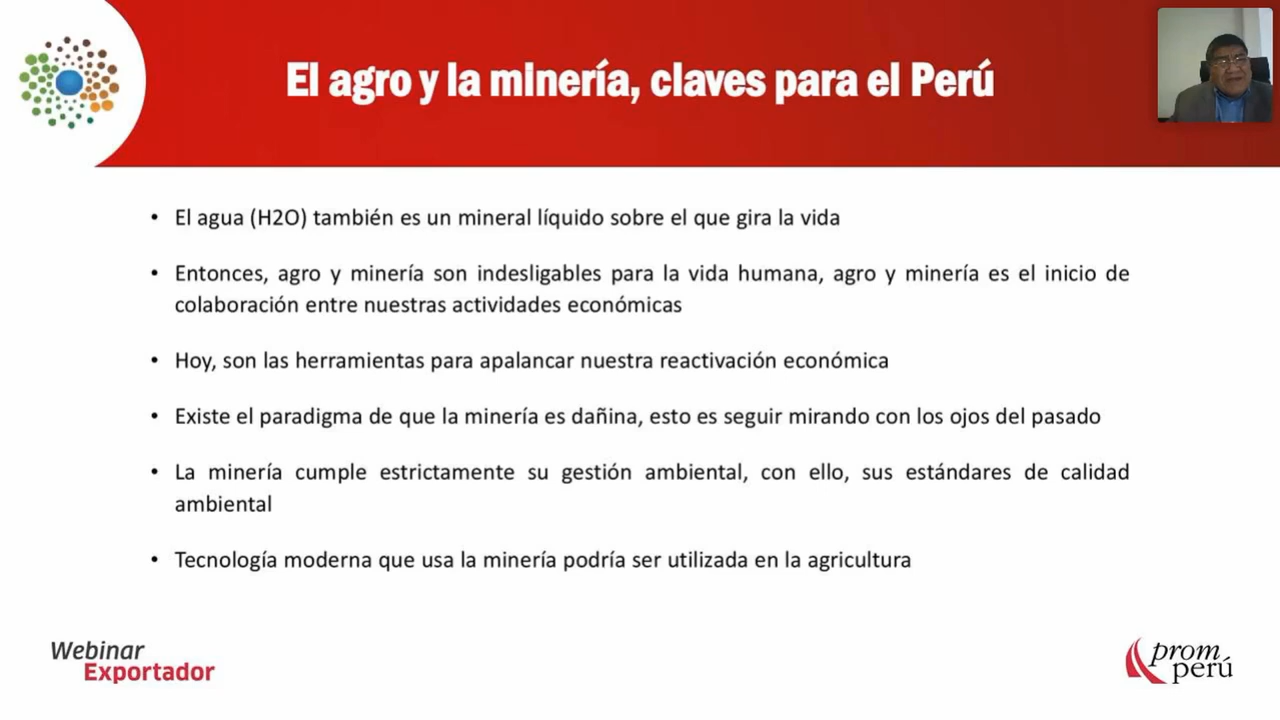 El agro y la minería, claves para el Perú
• El agua (H2O) también es un mineral líquido sobre el que gira la vida
• Entonces, agro y minería son indesligables para la vida humana, agro y minería es el inicio de
colaboración entre nuestras actividades económicas
• Hoy, son las herramientas para apalancar nuestra reactivación económica
• Existe el paradigma de que la minería es dañina, esto es seguir mirando con los ojos del pasado
• La minería cumple estrictamente su gestión ambiental, con ello, sus estándares de calidad
ambiental
• Tecnología moderna que usa la minería podría ser utilizada en la agricultura
Webinar
Exportador
prom
perú